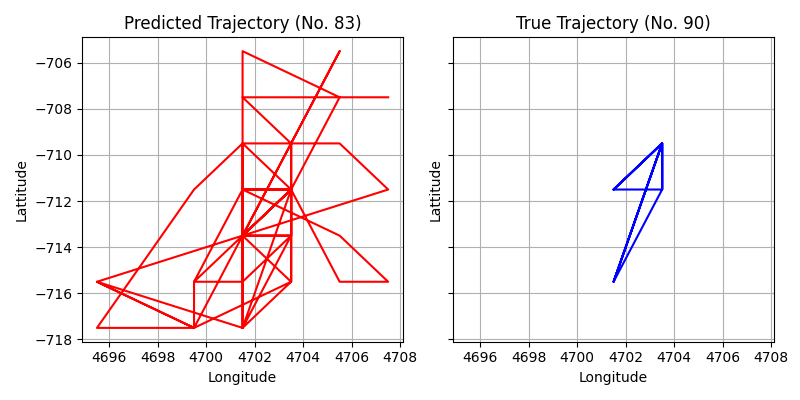 Predicted Trajectory (No. 83)
True Trajectory (No. 90)
Lattitude
−706
−708
−710
−712
−714
−716
−718
4696 4698 4700 4702 4704 4706 4708
Longitude
Lattitude
4696 4698 4700 4702 4704 4706 4708
Longitude